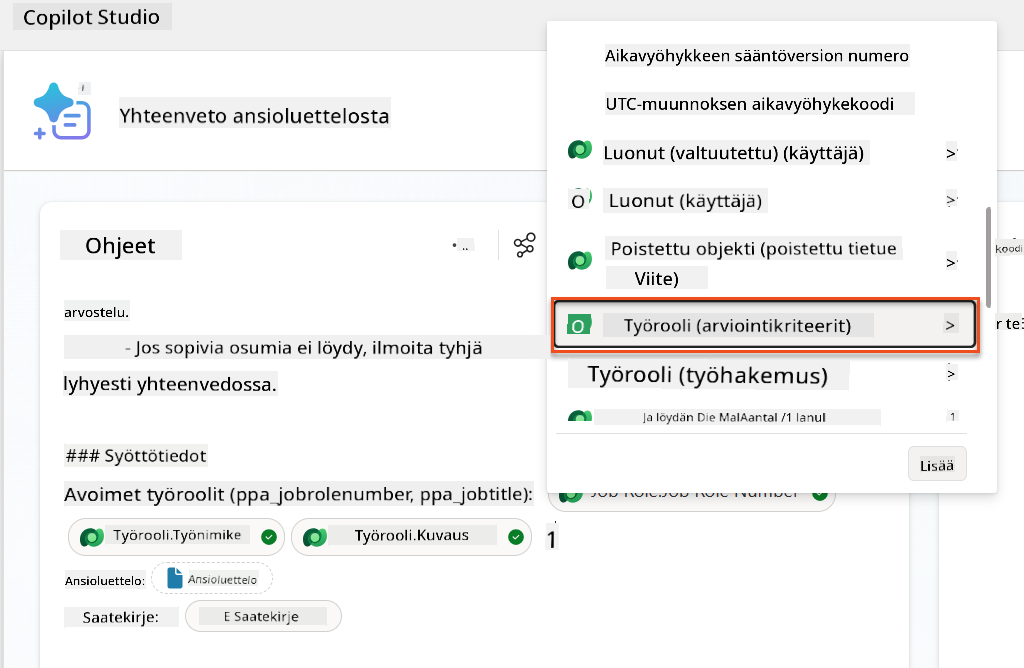 Copilot Studio
Yhteenveto ansioluettelosta
Ohjeet
arvostelu.
- Jos sopivia osumia ei löydy, ilmoita tyhjä
lyhyesti yhteenvedossa.
### Syöttötiedot
Avoimet työroolit (ppa_jobrolenumber, ppa_jobtitle):
Job Role.Job Role Number
Työrooli.Työnimike
Työrooli.Kuvaus
1
Ansioluettelo:
Ansioluettelo
Saatekirje:
E Saatekirje
Aikavyöhykkeen sääntöversion numero
UTC-muunnoksen aikavyöhykekoodi
Luonut (valtuutettu) (käyttäjä) >
O Luonut (käyttäjä) >
Poistettu objekti (poistettu tietue
Viite) >
O Työrooli (arviointikriteerit) >
Työrooli (työhakemus) >
Ja löydän Die MalAantal /1 lanul 1
Lisää
koodi